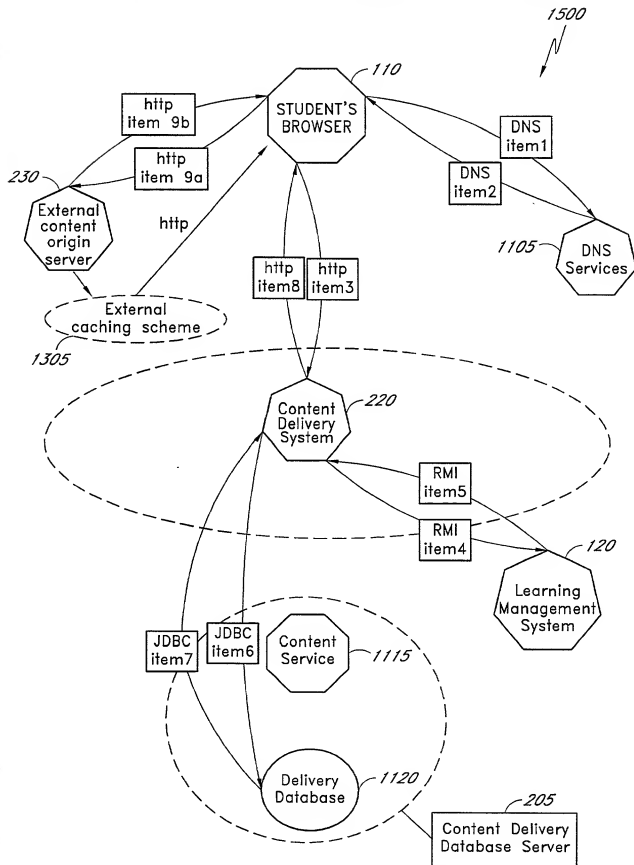 1500
110
STUDENT'S
BROWSER
http
item 9b
http
item 9a
DNS
item1
DNS
item2
230
External
content
origin
server
http
http
item8
http
item3
1105
DNS
Services
External
caching scheme
1305
220
Content
Delivery
System
RMI
item5
RMI
item4
120
Learning
Management
System
JDBC
item7
JDBC
item6
Content
Service
1115
Delivery
Database
1120
205
Content Delivery
Database Server